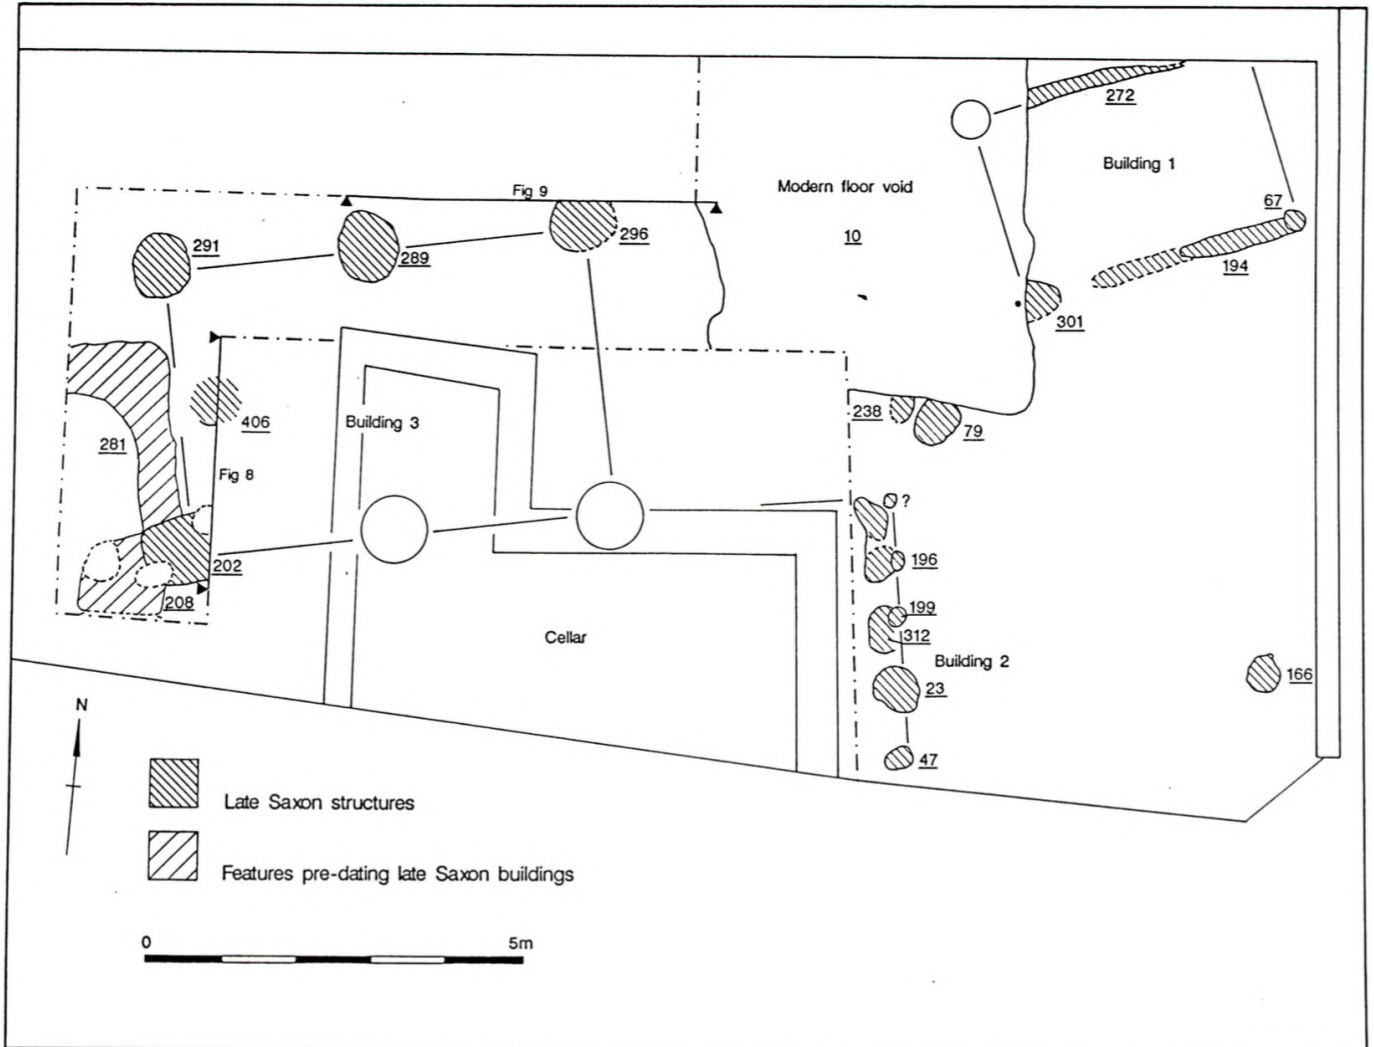 272
Building 1
Modern floor void
Fig 9
67
291
296
10
289
194
301
238
406
Building 3
79
281
Fig 8
?
196
202
208
199
312
Cellar
Building 2
166
23
N
47
Late Saxon structures
Features pre-dating late Saxon buildings
0 5m